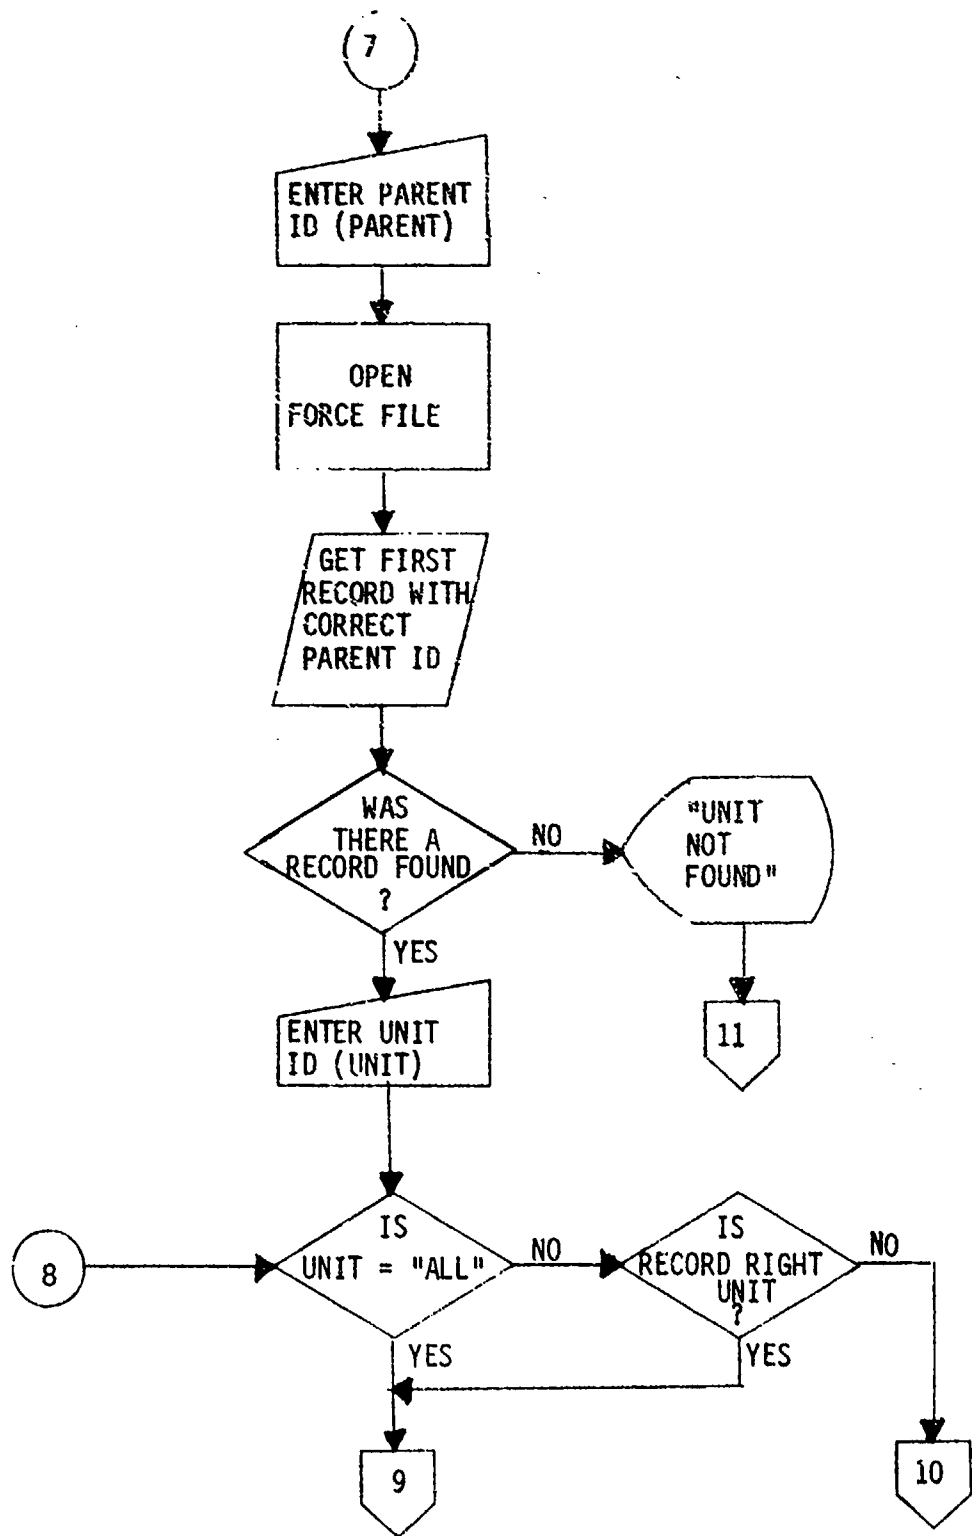 7
ENTER PARENT
ID (PARENT)
OPEN
FORCE FILE
GET FIRST
RECORD WITH
CORRECT
PARENT ID
WAS
THERE A
RECORD FOUND
?
NO
"UNIT
NOT
FOUND"
YES
11
ENTER UNIT
ID (UNIT)
8
IS
UNIT = "ALL"
NO
IS
RECORD RIGHT
UNIT
?
NO
YES
YES
9
10